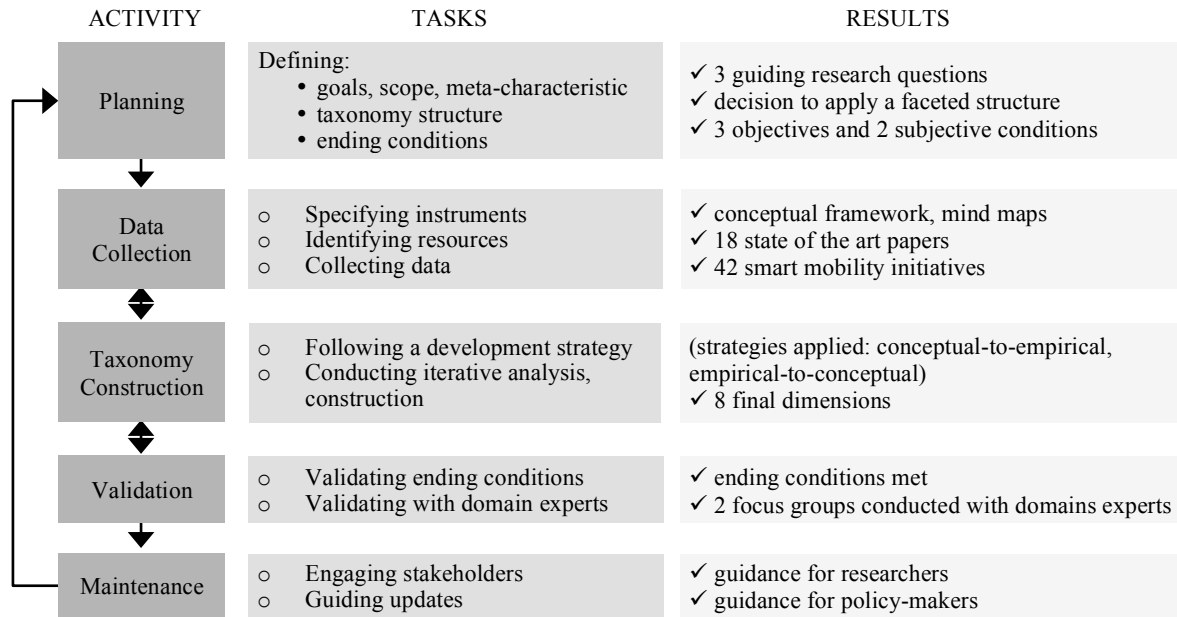 ACTIVITY TASKS RESULTS
Planning
Defining:
• goals, scope, meta-characteristic
• taxonomy structure
• ending conditions
✓ 3 guiding research questions
✓ decision to apply a faceted structure
✓ 3 objectives and 2 subjective conditions
Data
Collection
o Specifying instruments
o Identifying resources
o Collecting data
✓ conceptual framework, mind maps
✓ 18 state of the art papers
✓ 42 smart mobility initiatives
Taxonomy
Construction
o Following a development strategy
o Conducting iterative analysis,
construction
(strategies applied: conceptual-to-empirical,
empirical-to-conceptual)
✓ 8 final dimensions
Validation
o Validating ending conditions
o Validating with domain experts
✓ ending conditions met
✓ 2 focus groups conducted with domains experts
Maintenance
o Engaging stakeholders
o Guiding updates
✓ guidance for researchers
✓ guidance for policy-makers